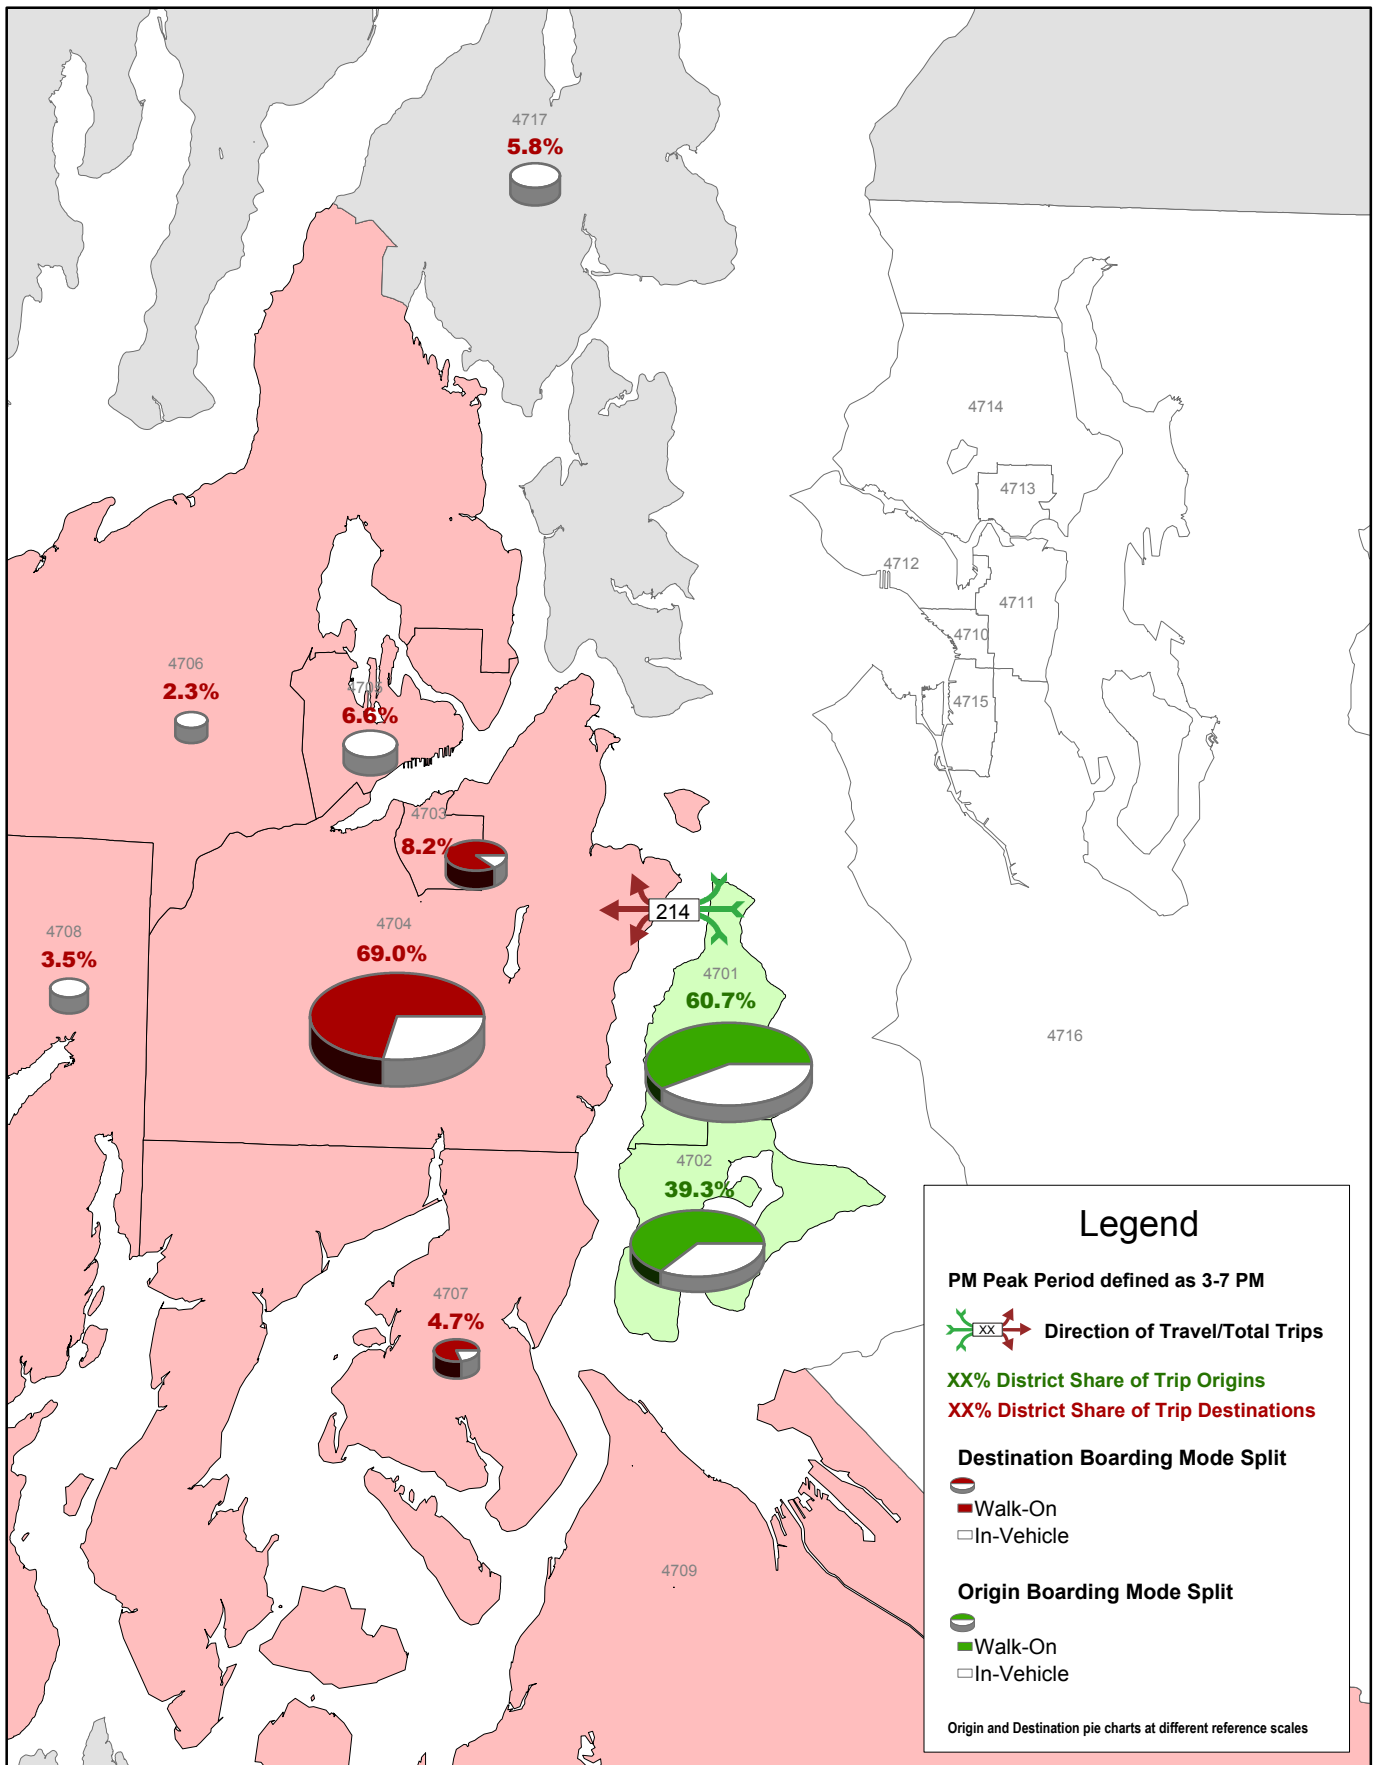 4717
5.8%
4714
4713
4712
4711
4710
4706
2.3%
4705
6.6%
4715
4703
8.2%
214
4704
69.0%
4708
3.5%
4701
60.7%
4716
4702
39.3%
4707
4.7%
4709
Legend
PM Peak Period defined as 3-7 PM
XX Direction of Travel/Total Trips
XX% District Share of Trip Origins
XX% District Share of Trip Destinations
Destination Boarding Mode Split
Walk-On
In-Vehicle
Origin Boarding Mode Split
Walk-On
In-Vehicle
Origin and Destination pie charts at different reference scales